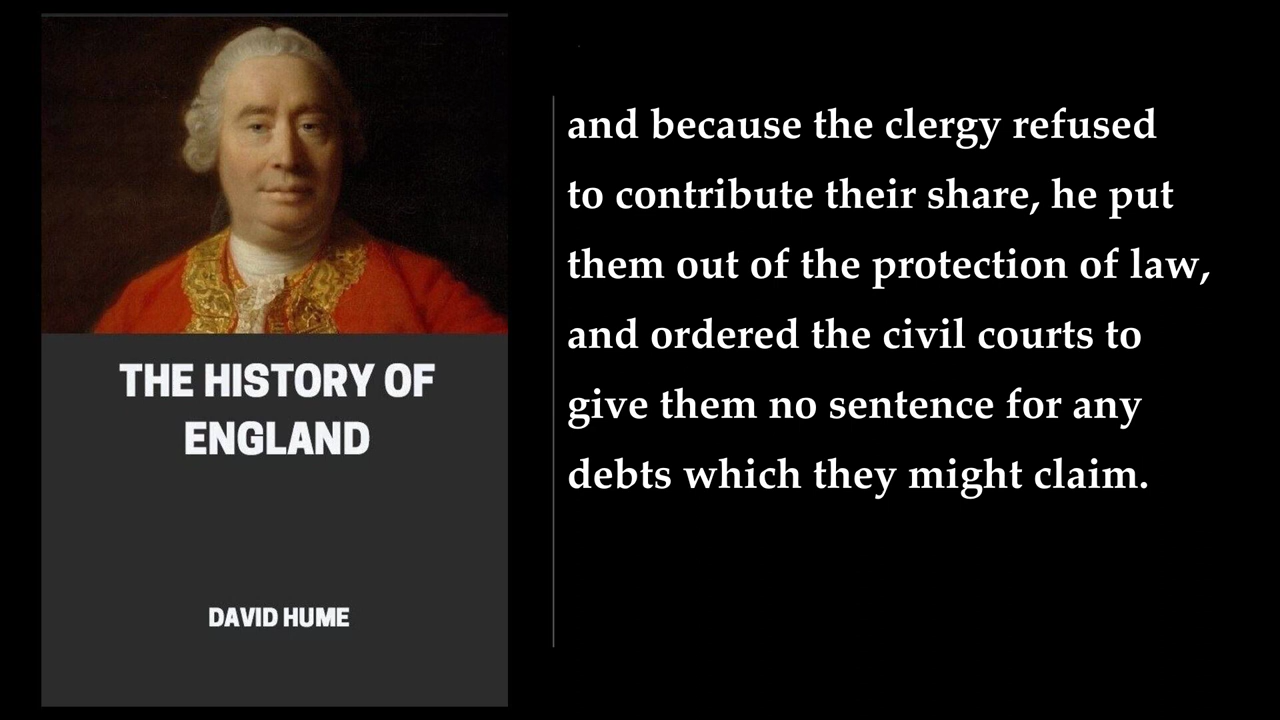 THE HISTORY OF
ENGLAND
DAVID HUME
and because the clergy refused
to contribute their share, he put
them out of the protection of law,
and ordered the civil courts to
give them no sentence for any
debts which they might claim.